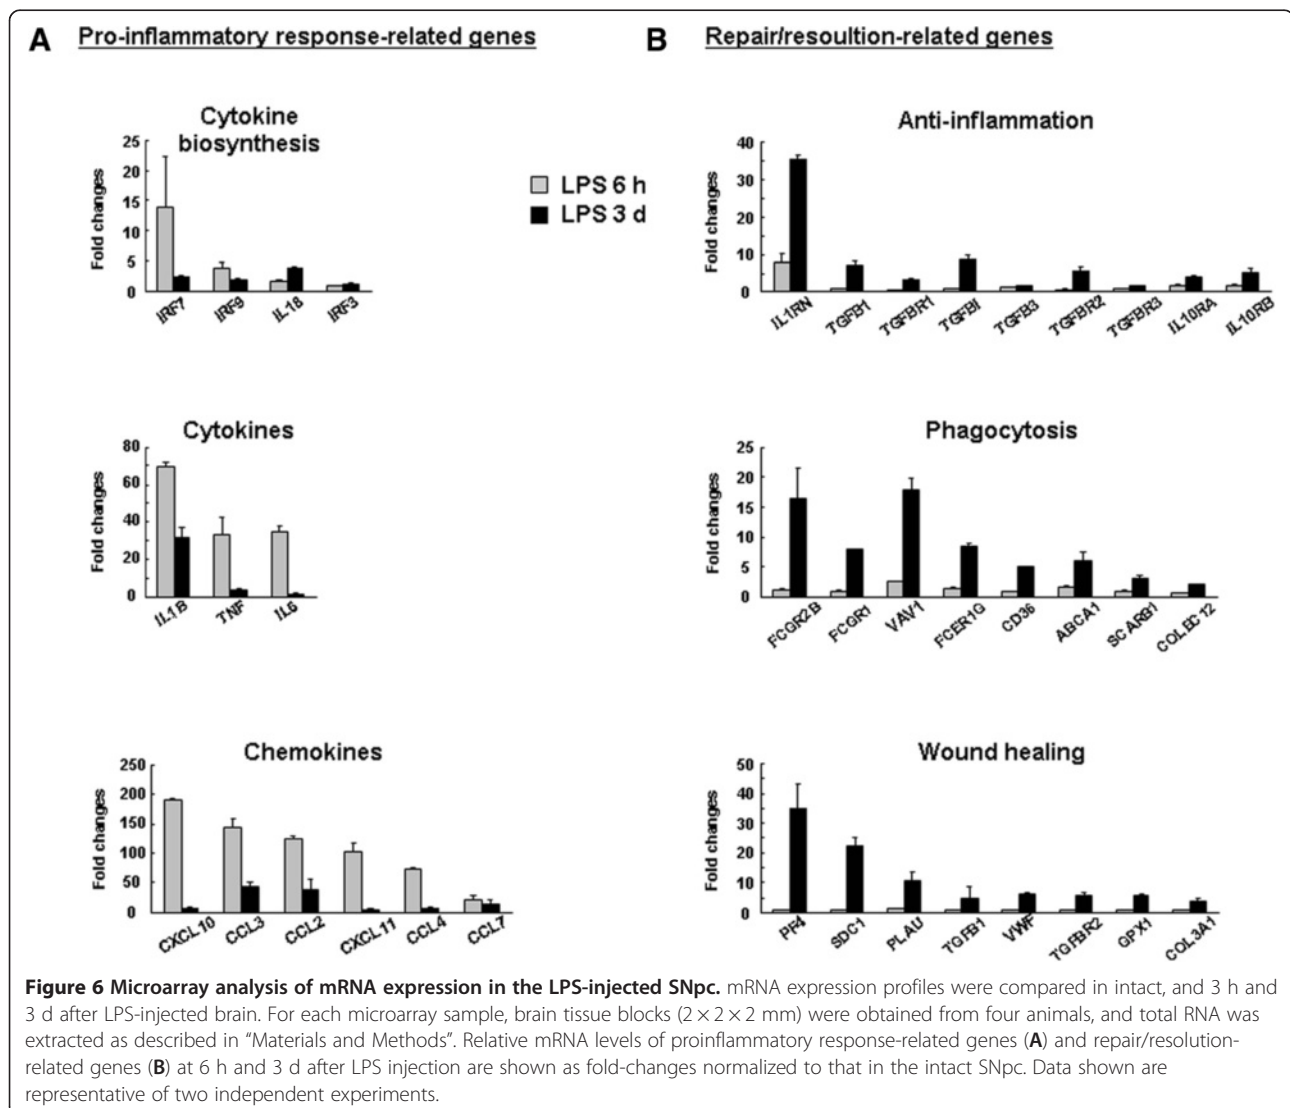 A Pro-inflammatory response-related genes
Cytokine
biosynthesis
Fold changes
25
20
15
10
5
0
IRF7 IRF9 IL18 IRF3
LPS 6 h
LPS 3 d
Cytokines
Fold changes
80
60
40
20
0
IL1B TNF IL6
Chemokines
Fold changes
250
200
150
100
50
0
CXCL10 CCL3 CCL2 CXCL11 CCL4 CCL7
B Repair/resoultion-related genes
Anti-inflammation
Fold changes
40
30
20
10
0
IL1RN TGFB1 TGFBR1 TGFBI TGFB3 TGFBR2 TGFBR3 IL10RA IL10RB
Phagocytosis
Fold changes
25
20
15
10
5
0
FCGR2B FCGR1 VAV1 FCER1G CD36 ABCA1 SCARB1 COLEC12
Wound healing
Fold changes
50
40
30
20
10
0
PF4 SDC1 PLAU TGFB1 VWF TGFBR2 GPX1 COL3A1
Figure 6 Microarray analysis of mRNA expression in the LPS-injected SNpc. mRNA expression profiles were compared in intact, and 3 h and
3 d after LPS-injected brain. For each microarray sample, brain tissue blocks (2 × 2 × 2 mm) were obtained from four animals, and total RNA was
extracted as described in “Materials and Methods”. Relative mRNA levels of proinflammatory response-related genes (A) and repair/resolution-
related genes (B) at 6 h and 3 d after LPS injection are shown as fold-changes normalized to that in the intact SNpc. Data shown are
representative of two independent experiments.